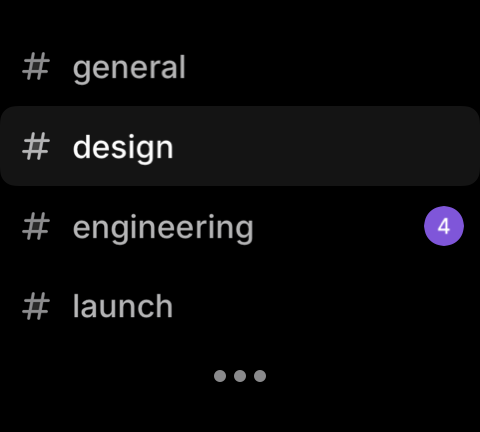 # general
# design
# engineering 4
# launch